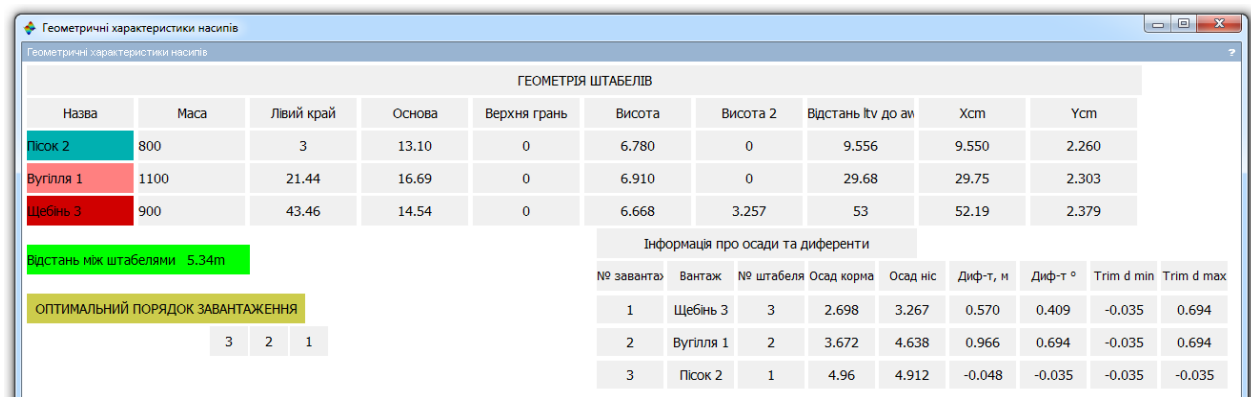 Геометричні характеристики насипів
Геометричні характеристики насипів ?
ГЕОМЕТРІЯ ШТАБЕЛІВ
Назва Маса Лівий край Основа Верхня грань Висота Висота 2 Відстань ltv до aw Xcm Ycm
Пісок 2 800 3 13.10 0 6.780 0 9.556 9.550 2.260
Вугілля 1 1100 21.44 16.69 0 6.910 0 29.68 29.75 2.303
Щебінь 3 900 43.46 14.54 0 6.668 3.257 53 52.19 2.379
Відстань між штабелями 5.34m
ОПТИМАЛЬНИЙ ПОРЯДОК ЗАВАНТАЖЕННЯ
3 2 1
Інформація про осади та диференти
№ завантаж Вантаж № штабеля Осад корма Осад ніс Диф-т, м Диф-т ° Trim d min Trim d max
1 Щебінь 3 3 2.698 3.267 0.570 0.409 -0.035 0.694
2 Вугілля 1 2 3.672 4.638 0.966 0.694 -0.035 0.694
3 Пісок 2 1 4.96 4.912 -0.048 -0.035 -0.035 -0.035